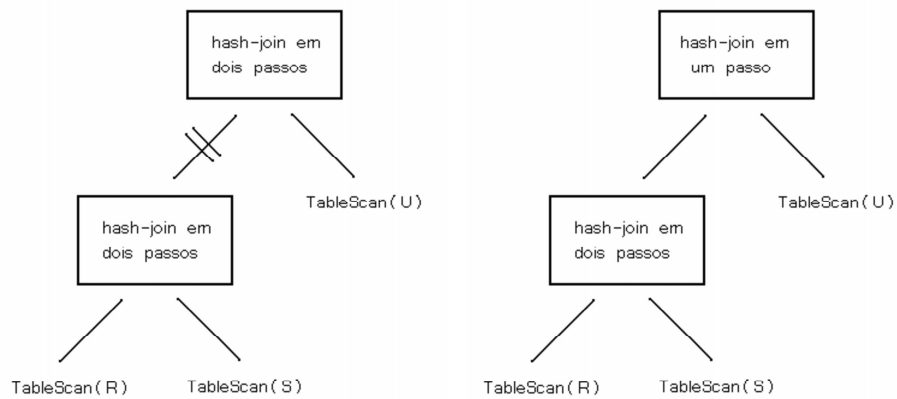 hash-join em
dois passos
TableScan(U)
hash-join em
dois passos
TableScan(R)
TableScan(S)
hash-join em
um passo
TableScan(U)
hash-join em
dois passos
TableScan(R)
TableScan(S)